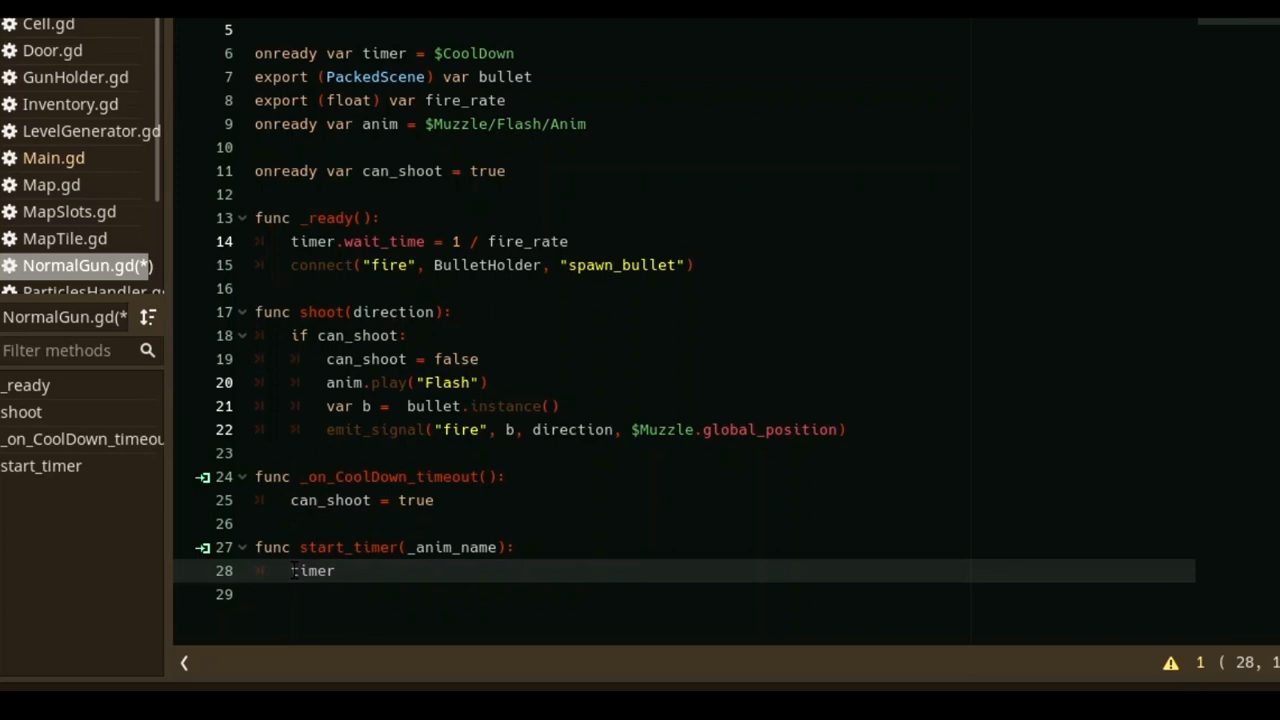 Cell.gd
Door.gd
GunHolder.gd
Inventory.gd
LevelGenerator.gd
Main.gd
Map.gd
MapSlots.gd
MapTile.gd
NormalGun.gd(*)
ParticlesHandler.g
NormalGun.gd(*
Filter methods
_ready
shoot
_on_CoolDown_timeou
start_timer
5
6 onready var timer = $CoolDown
7 export (PackedScene) var bullet
8 export (float) var fire_rate
9 onready var anim = $Muzzle/Flash/Anim
10
11 onready var can_shoot = true
12
13 func _ready():
14 timer.wait_time = 1 / fire_rate
15 connect("fire", BulletHolder, "spawn_bullet")
16
17 func shoot(direction):
18 if can_shoot:
19 can_shoot = false
20 anim.play("Flash")
21 var b =  bullet.instance()
22 emit_signal("fire", b, direction, $Muzzle.global_position)
23
24 func _on_CoolDown_timeout():
25 can_shoot = true
26
27 func start_timer(_anim_name):
28 timer
29
1 ( 28, 1